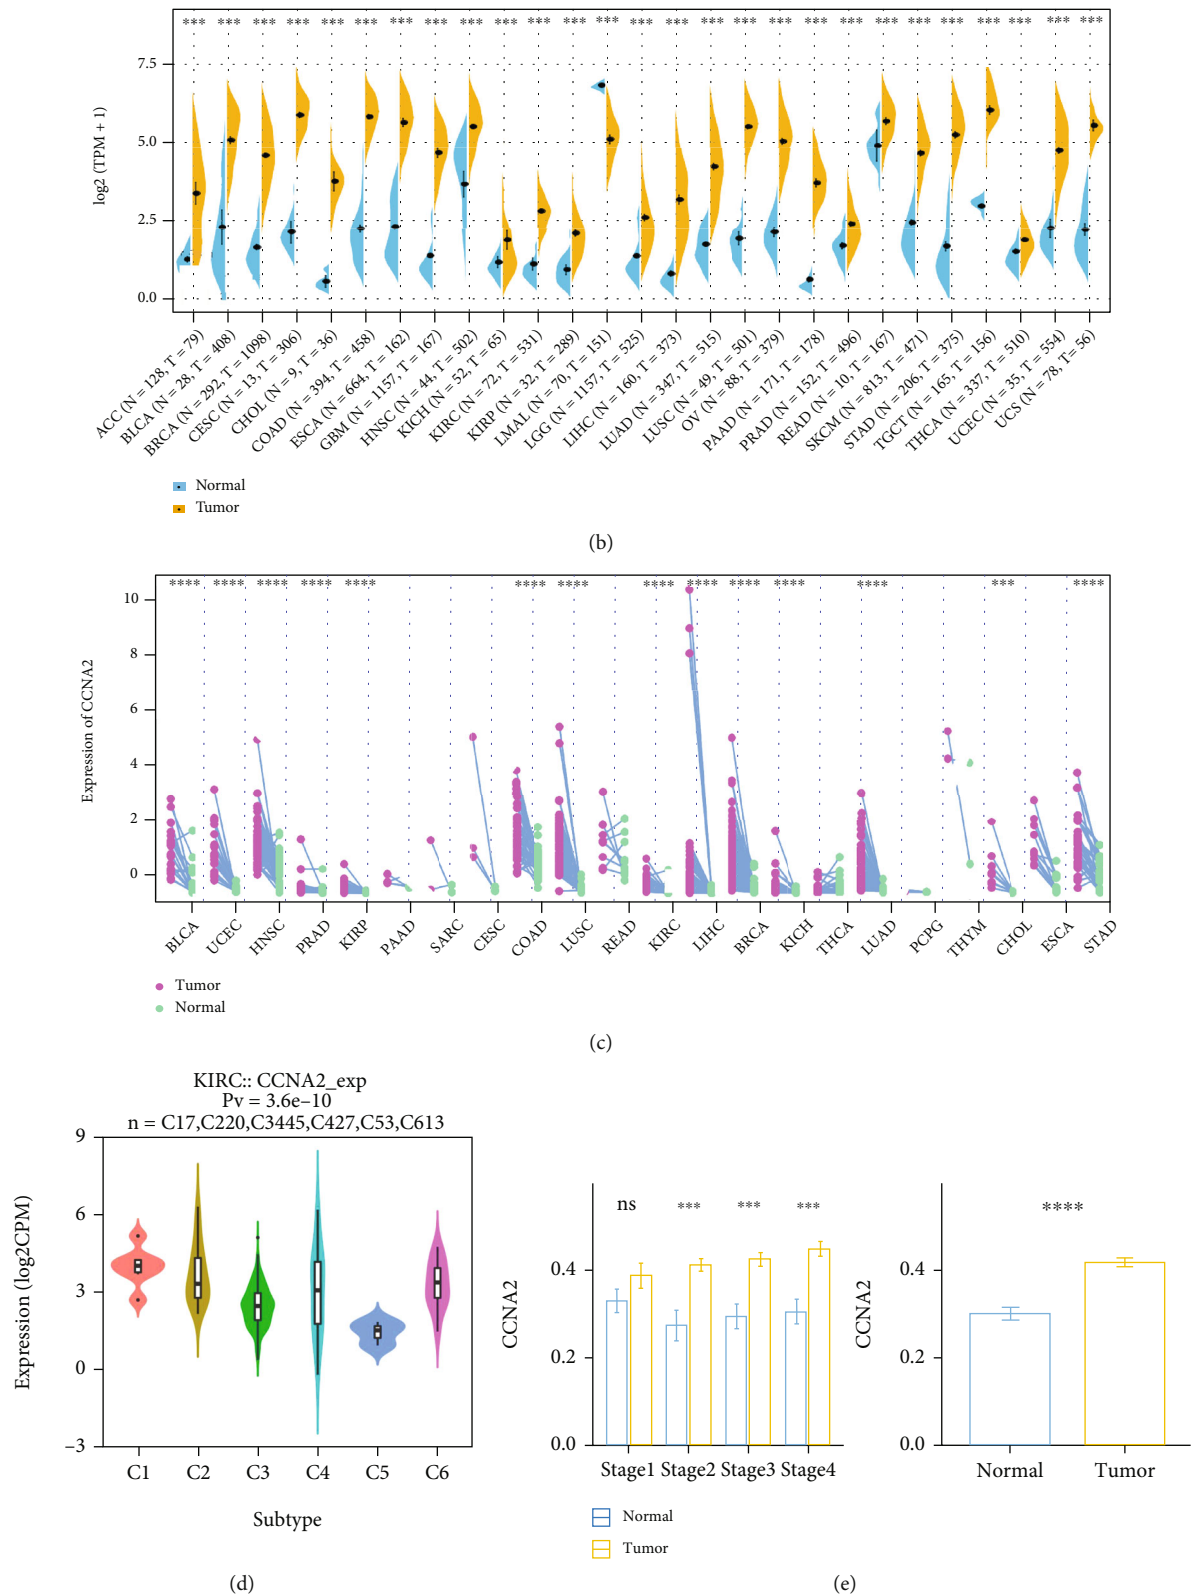 *** *** *** *** *** *** *** *** *** *** *** *** *** *** *** *** *** *** *** *** *** *** *** *** *** *** ***
log2 (TPM + 1)
7.5
5.0
2.5
0.0
ACC (N = 128, T = 79)
BLCA (N = 28, T = 408)
BRCA (N = 292, T = 1098)
CESC (N = 13, T = 306)
CHOL (N = 9, T = 36)
COAD (N = 394, T = 458)
ESCA (N = 664, T = 162)
GBM (N = 1157, T = 167)
HNSC (N = 44, T = 502)
KICH (N = 52, T = 65)
KIRC (N = 72, T = 531)
KIRP (N = 32, T = 289)
LMAL (N = 70, T = 151)
LGG (N = 1157, T = 525)
LIHC (N = 160, T = 373)
LUAD (N = 347, T = 515)
LUSC (N = 49, T = 501)
OV (N = 88, T = 379)
PAAD (N = 171, T = 178)
PRAD (N = 152, T = 496)
READ (N = 10, T = 167)
SKCM (N = 813, T = 471)
STAD (N = 206, T = 375)
TGCT (N = 165, T = 156)
THCA (N = 337, T = 510)
UCEC (N = 35, T = 554)
UCS (N = 78, T = 56)
Normal
Tumor
(b)
**** **** **** **** **** **** **** **** **** **** **** **** *** ****
Expression of CCNA2
10
8
6
4
2
0
BLCA
UCEC
HNSC
PRAD
KIRP
PAAD
SARC
CESC
COAD
LUSC
READ
KIRC
LIHC
BRCA
KICH
THCA
LUAD
PCPG
THYM
CHOL
ESCA
STAD
Tumor
Normal
(c)
KIRC:: CCNA2_exp
Pv = 3.6e–10
n = C17,C220,C3445,C427,C53,C613
Expression (log2CPM)
9
6
3
0
–3
C1 C2 C3 C4 C5 C6
Subtype
(d)
CCNA2
0.4
0.2
0.0
ns *** *** ***
Stage1 Stage2 Stage3 Stage4
Normal
Tumor
CCNA2
0.4
0.2
0.0
****
Normal Tumor
(e)